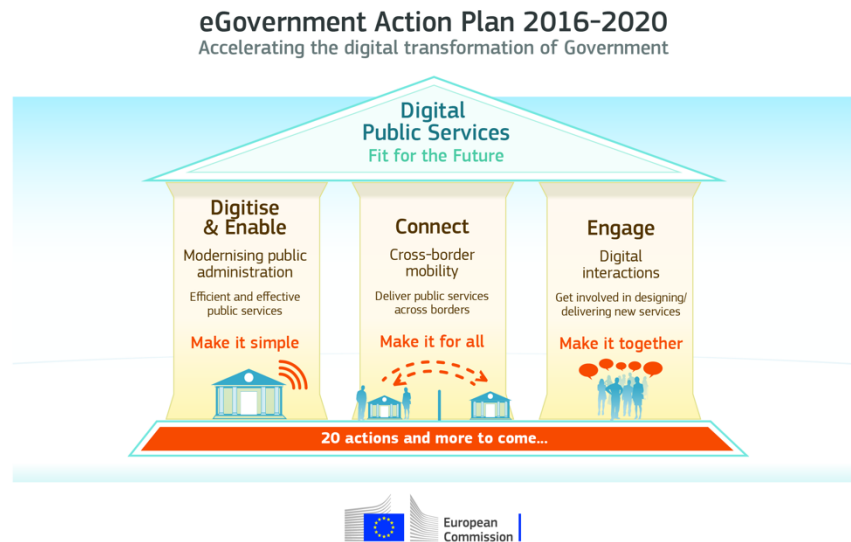 eGovernment Action Plan 2016-2020
Accelerating the digital transformation of Government
Digital
Public Services
Fit for the Future
Digitise
& Enable
Modernising public
administration
Efficient and effective
public services
Make it simple
Connect
Cross-border
mobility
Deliver public services
across borders
Make it for all
Engage
Digital
interactions
Get involved in designing/
delivering new services
Make it together
20 actions and more to come...
European
Commission